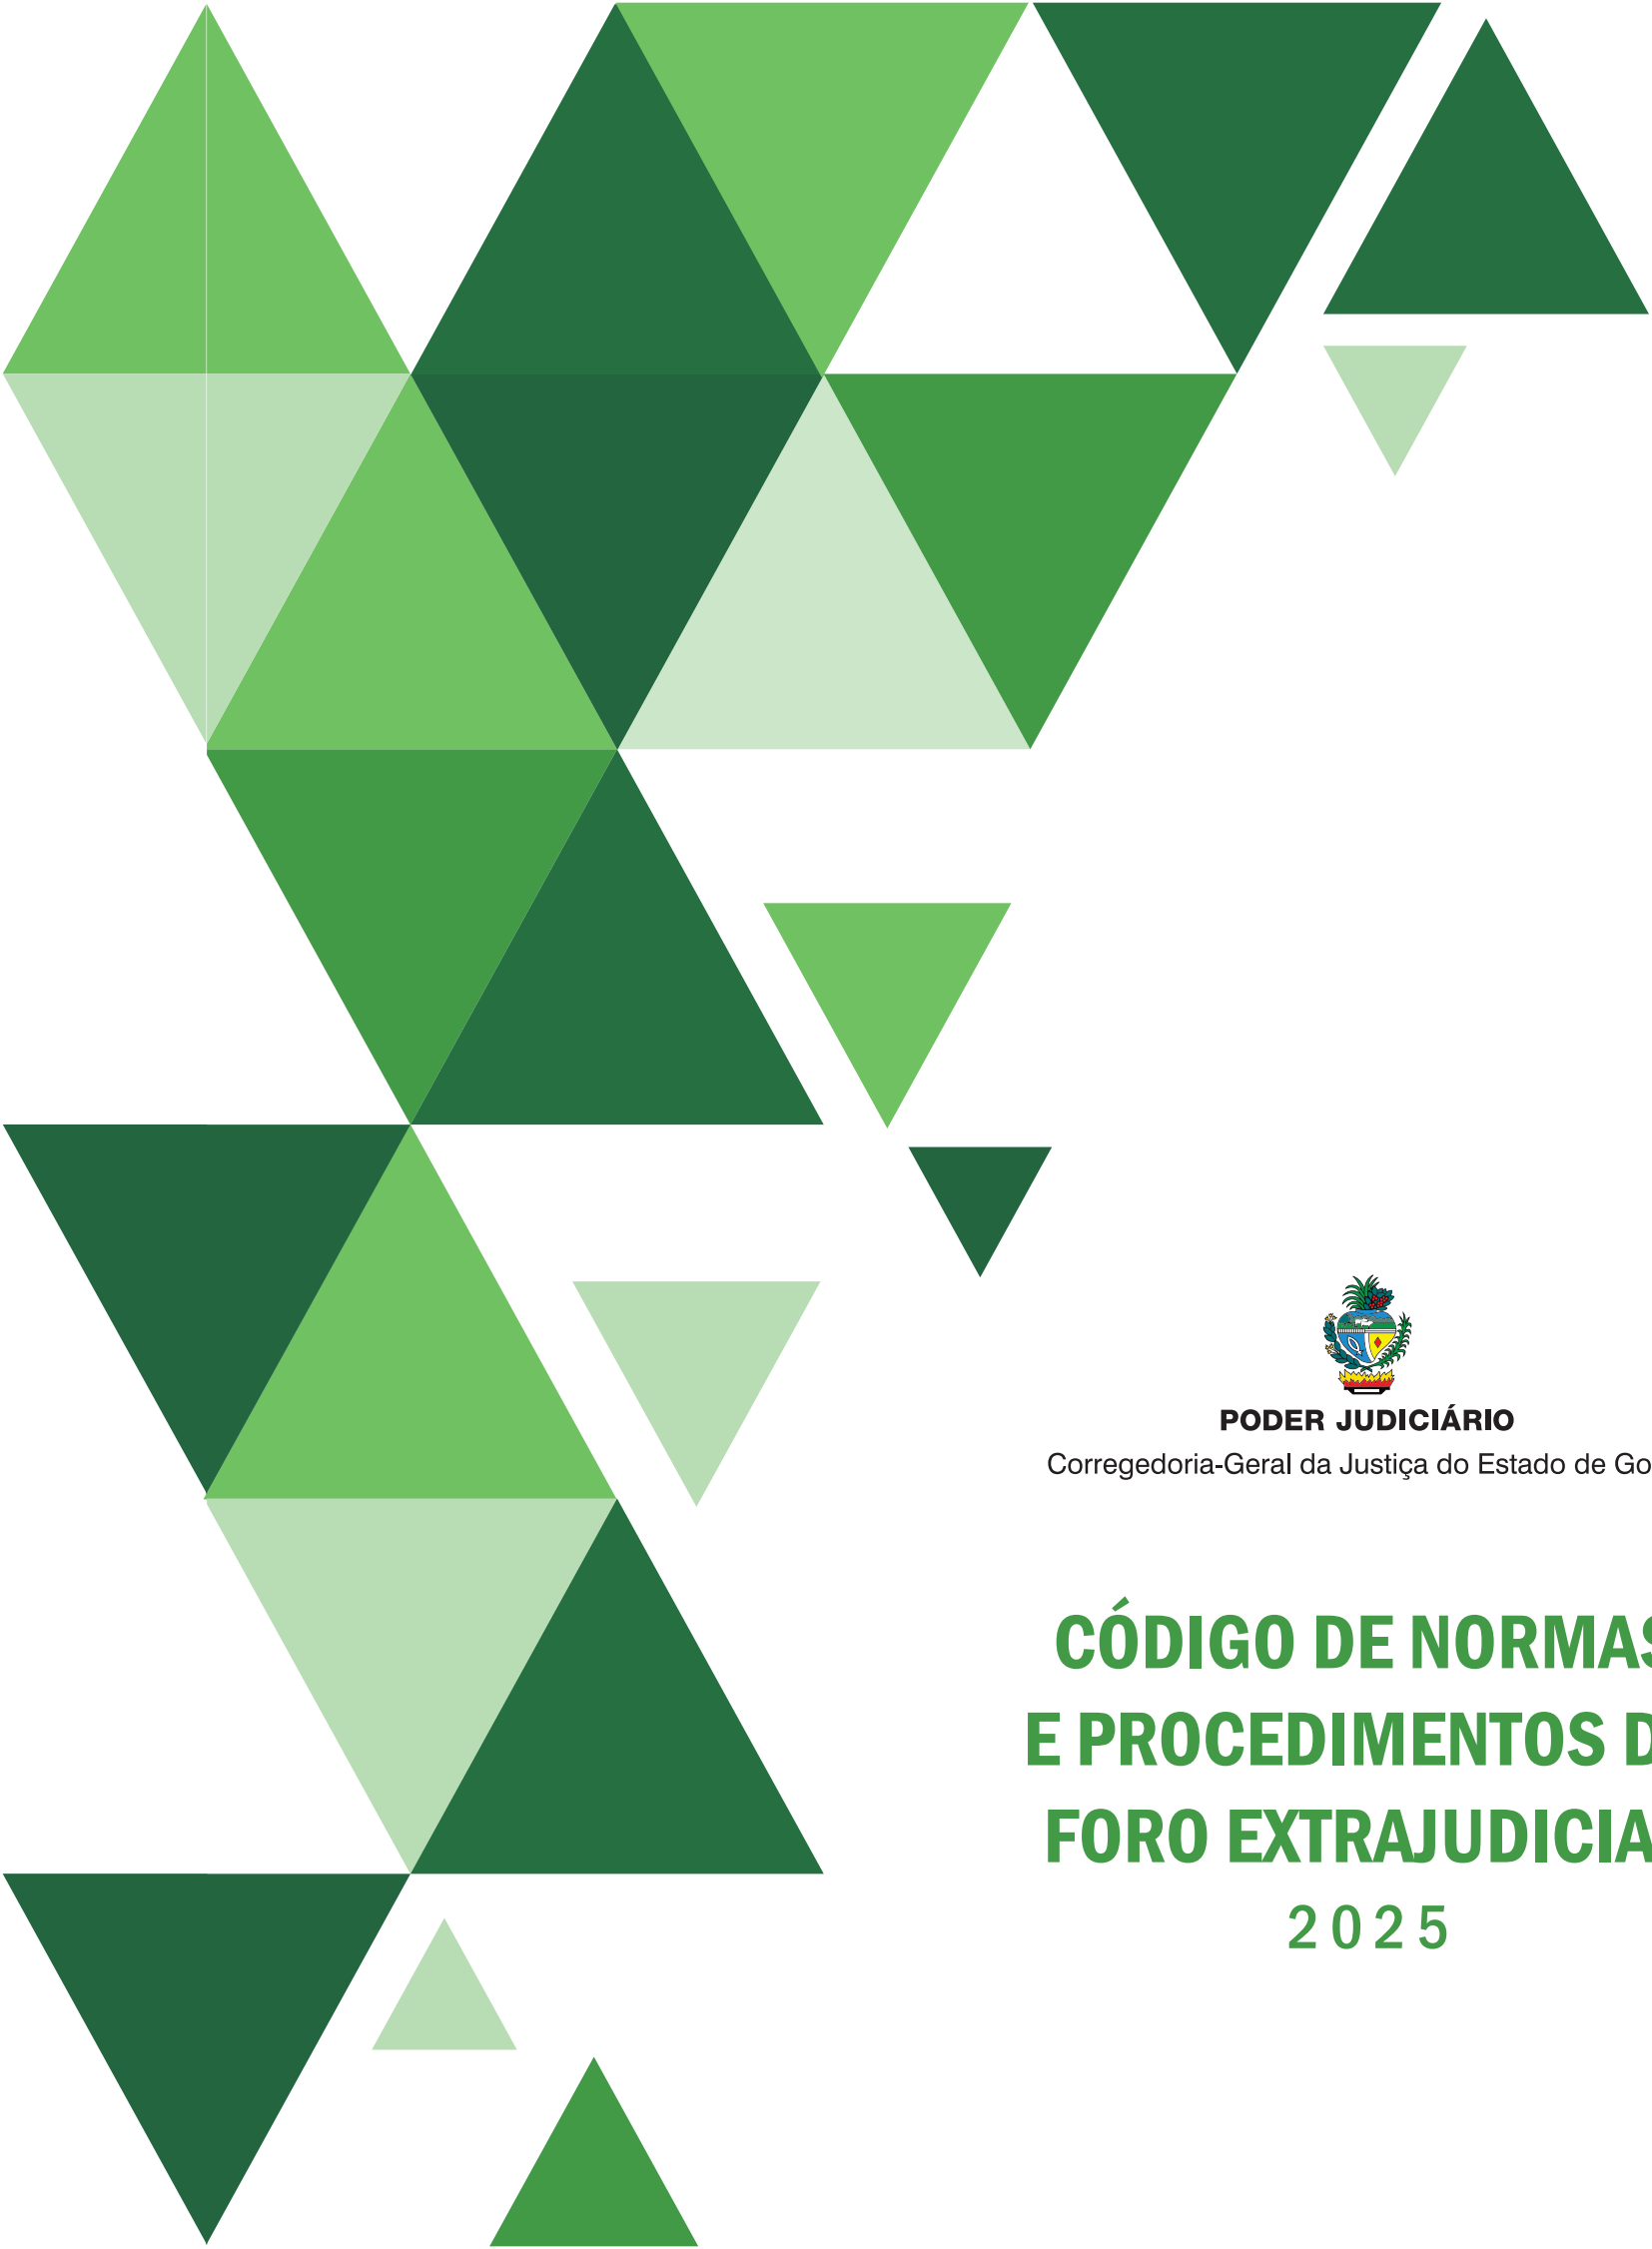 PODER JUDICIÁRIO
Corregedoria-Geral da Justiça do Estado de Go
CÓDIGO DE NORMAS
E PROCEDIMENTOS D
FORO EXTRAJUDICIA
2025